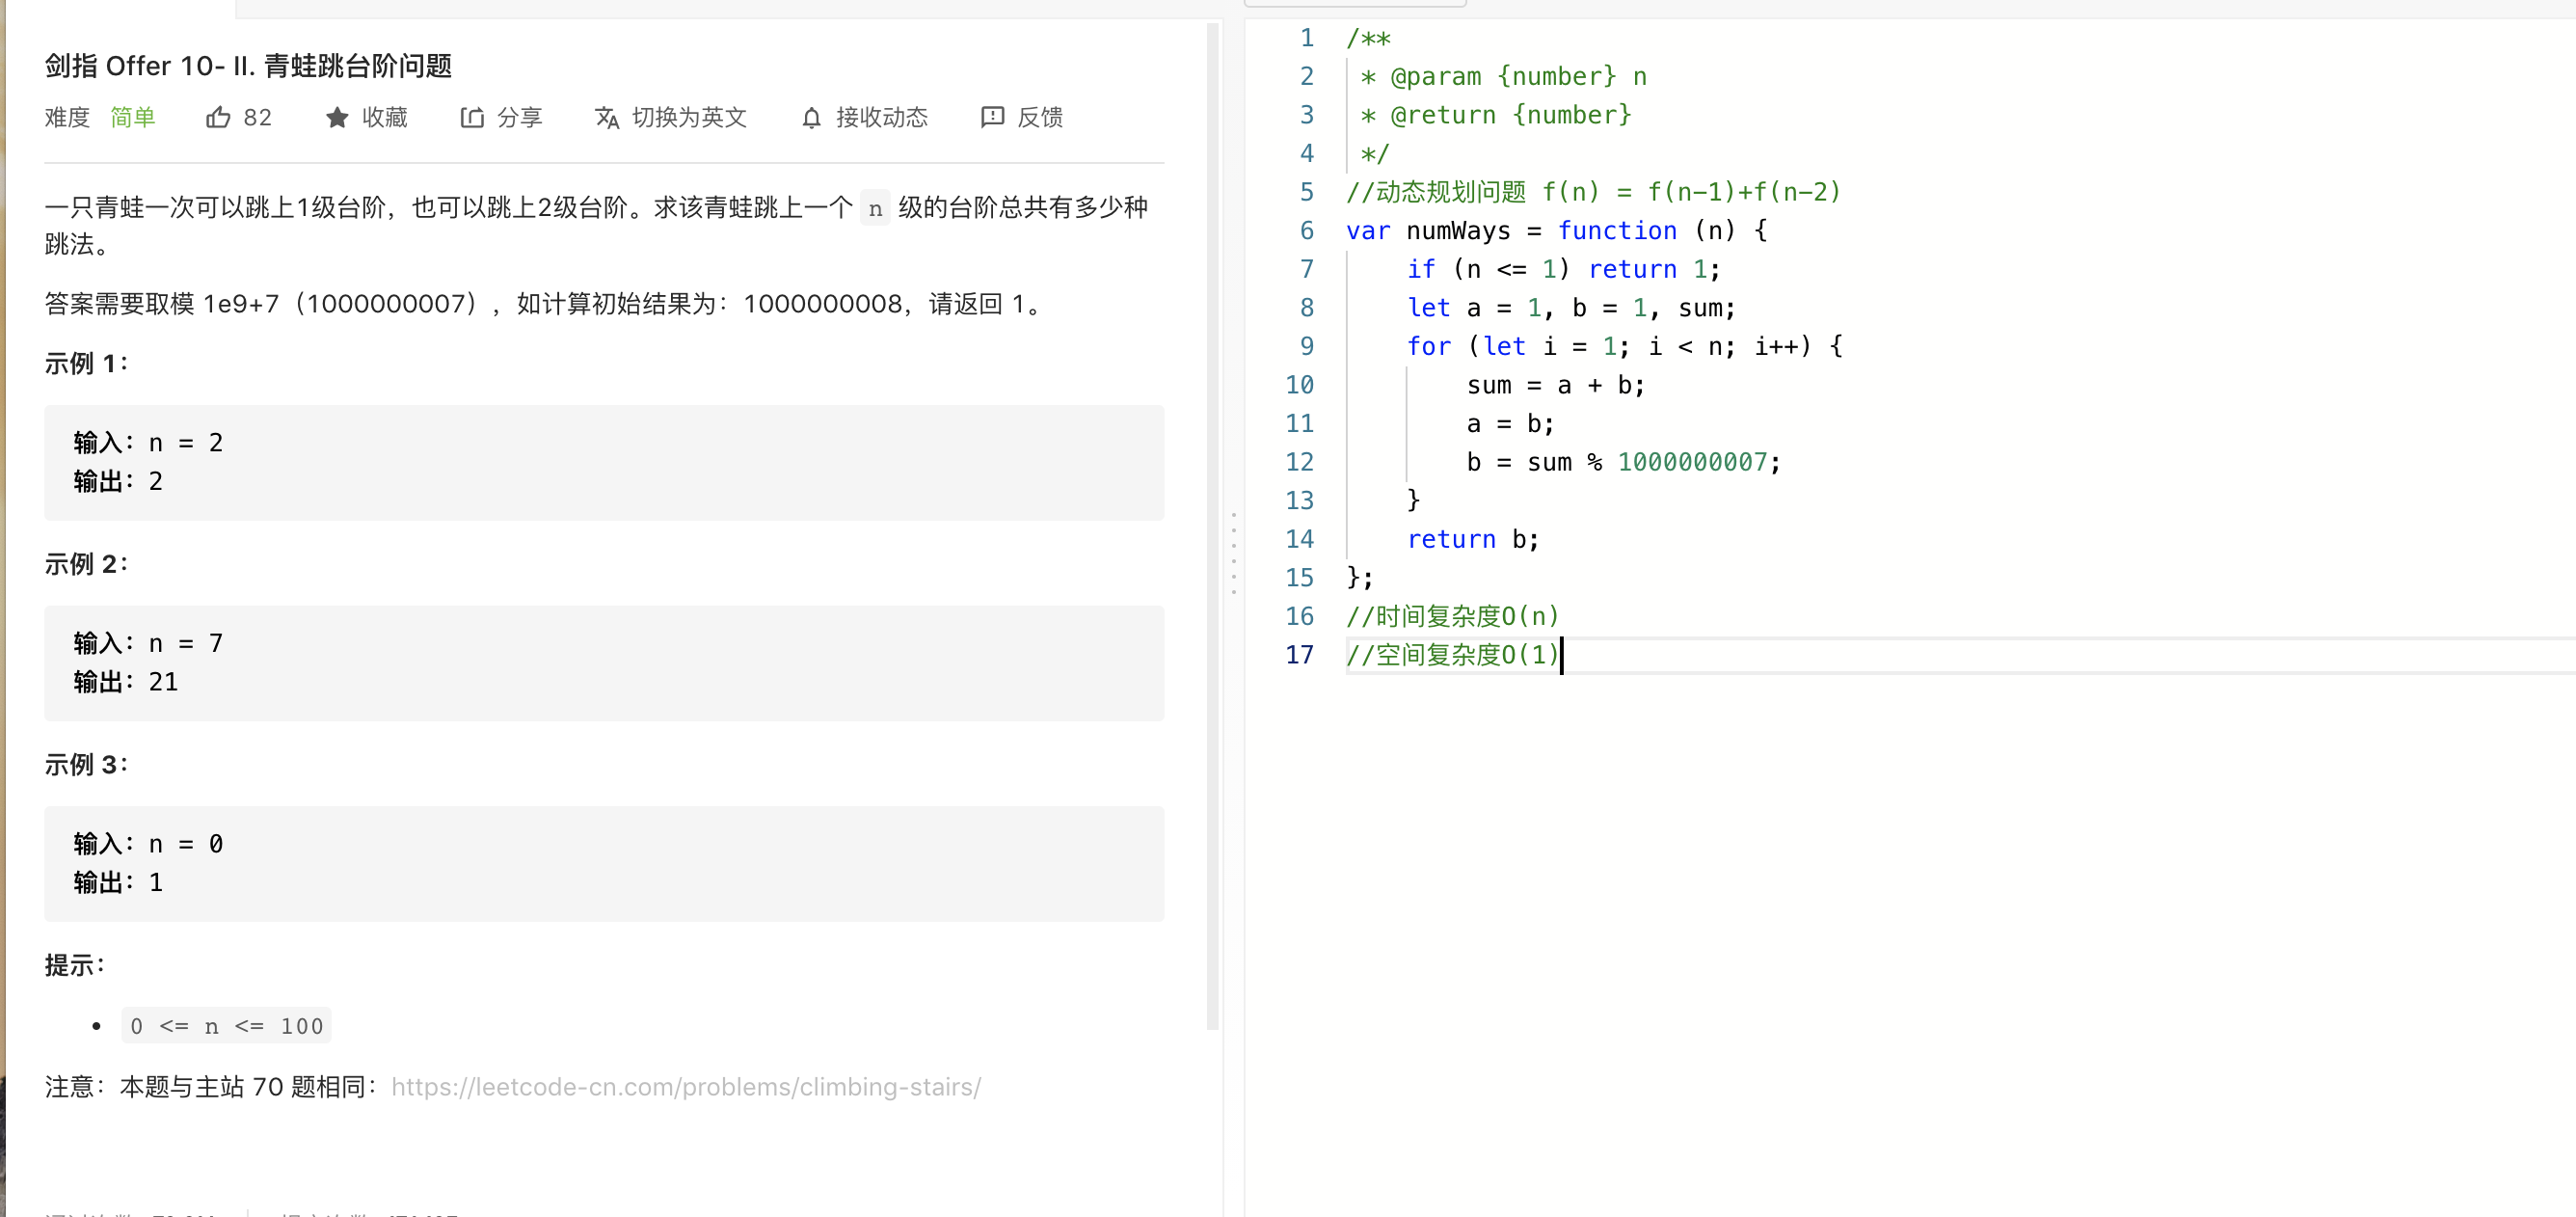 剑指 Offer 10- II. 青蛙跳台阶问题
难度 简单 82 收藏 分享 切换为英文 接收动态 反馈
一只青蛙一次可以跳上1级台阶，也可以跳上2级台阶。求该青蛙跳上一个 n 级的台阶总共有多少种
跳法。
答案需要取模 1e9+7（1000000007），如计算初始结果为：1000000008，请返回 1。
示例 1：
输入：n = 2
输出：2
示例 2：
输入：n = 7
输出：21
示例 3：
输入：n = 0
输出：1
提示：
• 0 <= n <= 100
注意：本题与主站 70 题相同：https://leetcode-cn.com/problems/climbing-stairs/
1 /**
2  * @param {number} n
3  * @return {number}
4  */
5 //动态规划问题 f(n) = f(n-1)+f(n-2)
6 var numWays = function (n) {
7     if (n <= 1) return 1;
8     let a = 1, b = 1, sum;
9     for (let i = 1; i < n; i++) {
10         sum = a + b;
11         a = b;
12         b = sum % 1000000007;
13     }
14     return b;
15 };
16 //时间复杂度O(n)
17 //空间复杂度O(1)